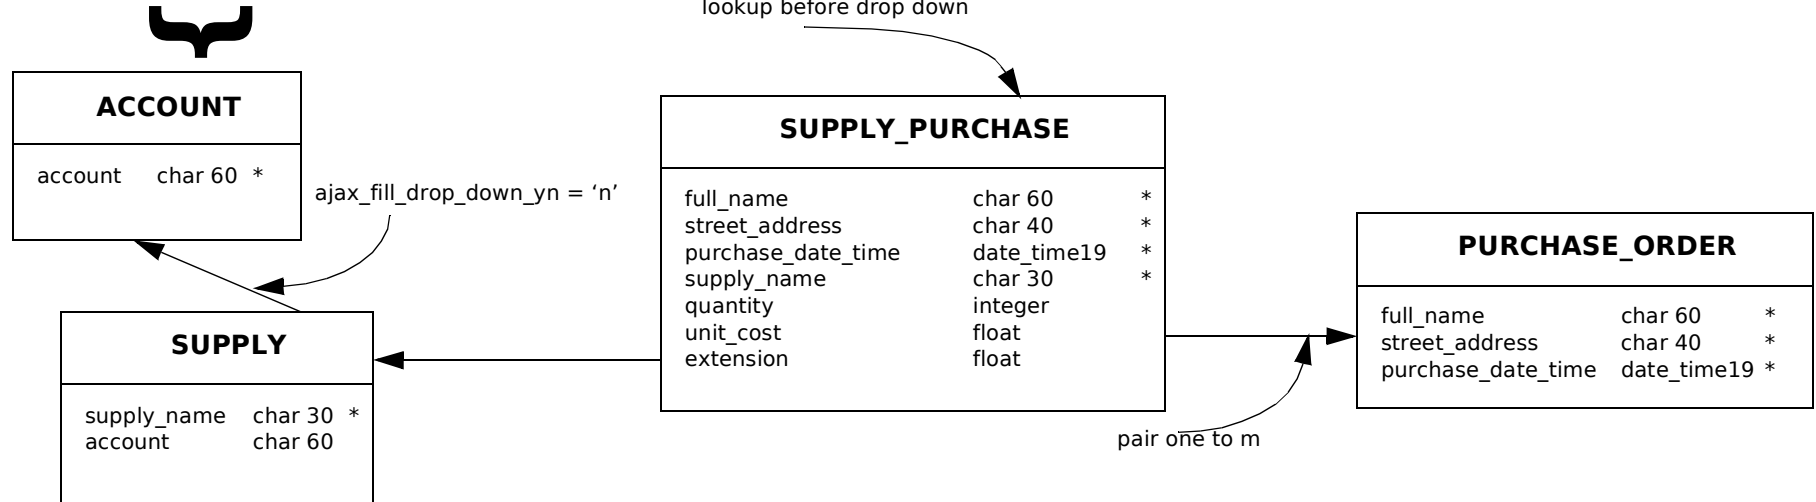 lookup before drop down
ACCOUNT
account char 60 *
ajax_fill_drop_down_yn = ‘n’
SUPPLY
supply_name char 30 *
account char 60
SUPPLY_PURCHASE
full_name char 60 *
street_address char 40 *
purchase_date_time date_time19 *
supply_name char 30 *
quantity integer
unit_cost float
extension float
pair one to m
PURCHASE_ORDER
full_name char 60 *
street_address char 40 *
purchase_date_time date_time19 *